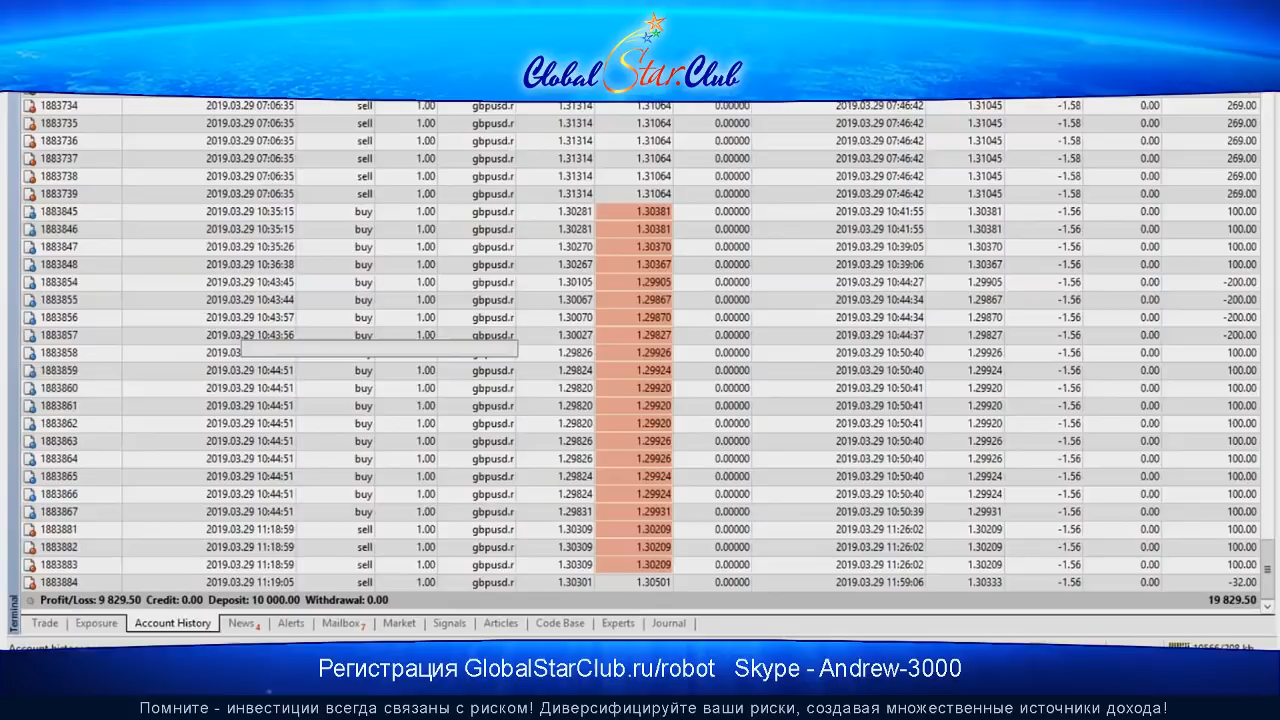 Global Star.Club
1883734 2019.03.29 07:06:35 sell 1.00 gbpusd.r 1.31314 1.31064 0.00000 2019.03.29 07:46:42 1.31045 -1.58 0.00 269.00
1883735 2019.03.29 07:06:35 sell 1.00 gbpusd.r 1.31314 1.31064 0.00000 2019.03.29 07:46:42 1.31045 -1.58 0.00 269.00
1883736 2019.03.29 07:06:35 sell 1.00 gbpusd.r 1.31314 1.31064 0.00000 2019.03.29 07:46:42 1.31045 -1.58 0.00 269.00
1883737 2019.03.29 07:06:35 sell 1.00 gbpusd.r 1.31314 1.31064 0.00000 2019.03.29 07:46:42 1.31045 -1.58 0.00 269.00
1883738 2019.03.29 07:06:35 sell 1.00 gbpusd.r 1.31314 1.31064 0.00000 2019.03.29 07:46:42 1.31045 -1.58 0.00 269.00
1883739 2019.03.29 07:06:35 sell 1.00 gbpusd.r 1.31314 1.31064 0.00000 2019.03.29 07:46:42 1.31045 -1.58 0.00 269.00
1883845 2019.03.29 10:35:15 buy 1.00 gbpusd.r 1.30281 1.30381 0.00000 2019.03.29 10:41:55 1.30381 -1.56 0.00 100.00
1883846 2019.03.29 10:35:15 buy 1.00 gbpusd.r 1.30281 1.30381 0.00000 2019.03.29 10:41:55 1.30381 -1.56 0.00 100.00
1883847 2019.03.29 10:35:26 buy 1.00 gbpusd.r 1.30270 1.30370 0.00000 2019.03.29 10:39:05 1.30370 -1.56 0.00 100.00
1883848 2019.03.29 10:36:38 buy 1.00 gbpusd.r 1.30267 1.30367 0.00000 2019.03.29 10:39:06 1.30367 -1.56 0.00 100.00
1883854 2019.03.29 10:43:45 buy 1.00 gbpusd.r 1.30105 1.29905 0.00000 2019.03.29 10:44:27 1.29905 -1.56 0.00 -200.00
1883855 2019.03.29 10:43:44 buy 1.00 gbpusd.r 1.30067 1.29867 0.00000 2019.03.29 10:44:34 1.29867 -1.56 0.00 -200.00
1883856 2019.03.29 10:43:57 buy 1.00 gbpusd.r 1.30070 1.29870 0.00000 2019.03.29 10:44:34 1.29870 -1.56 0.00 -200.00
1883857 2019.03.29 10:43:56 buy 1.00 gbpusd.r 1.30027 1.29827 0.00000 2019.03.29 10:44:37 1.29827 -1.56 0.00 -200.00
1883858 2019.03 1.29826 1.29926 0.00000 2019.03.29 10:50:40 1.29926 -1.56 0.00 100.00
1883859 2019.03.29 10:44:51 buy 1.00 gbpusd.r 1.29824 1.29924 0.00000 2019.03.29 10:50:40 1.29924 -1.56 0.00 100.00
1883860 2019.03.29 10:44:51 buy 1.00 gbpusd.r 1.29820 1.29920 0.00000 2019.03.29 10:50:41 1.29920 -1.56 0.00 100.00
1883861 2019.03.29 10:44:51 buy 1.00 gbpusd.r 1.29820 1.29920 0.00000 2019.03.29 10:50:41 1.29920 -1.56 0.00 100.00
1883862 2019.03.29 10:44:51 buy 1.00 gbpusd.r 1.29820 1.29920 0.00000 2019.03.29 10:50:41 1.29920 -1.56 0.00 100.00
1883863 2019.03.29 10:44:51 buy 1.00 gbpusd.r 1.29826 1.29926 0.00000 2019.03.29 10:50:40 1.29926 -1.56 0.00 100.00
1883864 2019.03.29 10:44:51 buy 1.00 gbpusd.r 1.29826 1.29926 0.00000 2019.03.29 10:50:40 1.29926 -1.56 0.00 100.00
1883865 2019.03.29 10:44:51 buy 1.00 gbpusd.r 1.29824 1.29924 0.00000 2019.03.29 10:50:40 1.29924 -1.56 0.00 100.00
1883866 2019.03.29 10:44:51 buy 1.00 gbpusd.r 1.29824 1.29924 0.00000 2019.03.29 10:50:40 1.29924 -1.56 0.00 100.00
1883867 2019.03.29 10:44:51 buy 1.00 gbpusd.r 1.29831 1.29931 0.00000 2019.03.29 10:50:39 1.29931 -1.56 0.00 100.00
1883881 2019.03.29 11:18:59 sell 1.00 gbpusd.r 1.30309 1.30209 0.00000 2019.03.29 11:26:02 1.30209 -1.56 0.00 100.00
1883882 2019.03.29 11:18:59 sell 1.00 gbpusd.r 1.30309 1.30209 0.00000 2019.03.29 11:26:02 1.30209 -1.56 0.00 100.00
1883883 2019.03.29 11:18:59 sell 1.00 gbpusd.r 1.30309 1.30209 0.00000 2019.03.29 11:26:02 1.30209 -1.56 0.00 100.00
1883884 2019.03.29 11:19:05 sell 1.00 gbpusd.r 1.30301 1.30501 0.00000 2019.03.29 11:59:06 1.30333 -1.56 0.00 -32.00
Profit/Loss: 9 829.50 Credit: 0.00 Deposit: 10 000.00 Withdrawal: 0.00 19 829.50
Terminal
Trade | Exposure | Account History | News 4 | Alerts | Mailbox 7 | Market | Signals | Articles | Code Base | Experts | Journal |
Регистрация GlobalStarClub.ru/robot Skype - Andrew-3000
Помните - инвестиции всегда связаны с риском! Диверсифицируйте ваши риски, создавая множественные источники дохода!